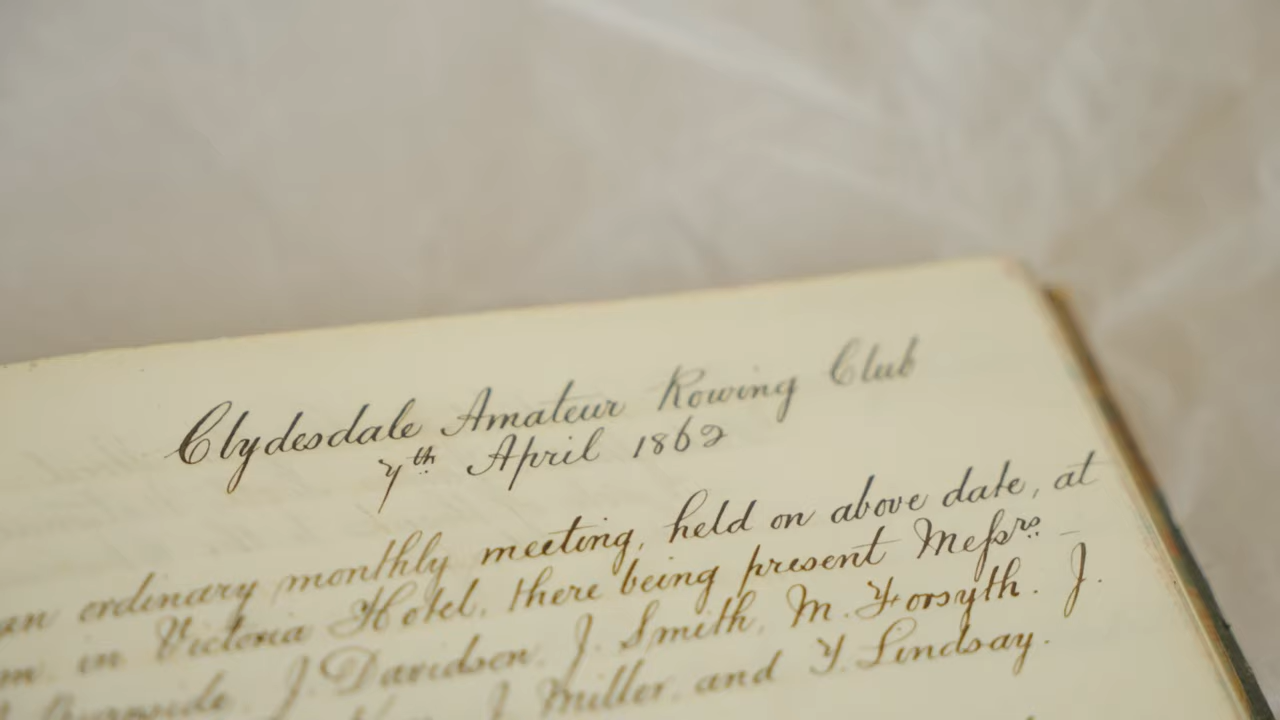 Clydesdale Amateur Rowing Club
7th April 1862
an ordinary monthly meeting, held on above date, at
in Victoria Hotel, there being present Messrs
J. Davidson, J. Smith, M. Forsyth. J.
J. Miller, and T. Lindsay.